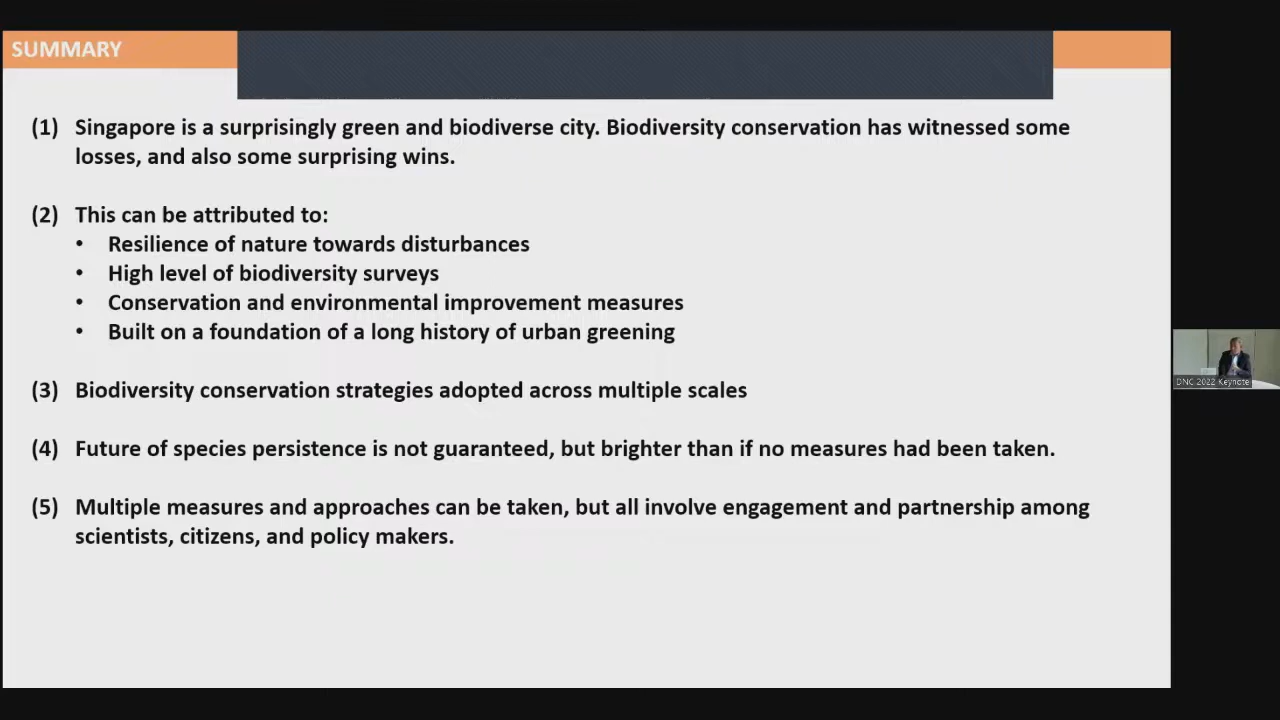 SUMMARY
(1) Singapore is a surprisingly green and biodiverse city. Biodiversity conservation has witnessed some
losses, and also some surprising wins.
(2) This can be attributed to:
• Resilience of nature towards disturbances
• High level of biodiversity surveys
• Conservation and environmental improvement measures
• Built on a foundation of a long history of urban greening
(3) Biodiversity conservation strategies adopted across multiple scales
(4) Future of species persistence is not guaranteed, but brighter than if no measures had been taken.
(5) Multiple measures and approaches can be taken, but all involve engagement and partnership among
scientists, citizens, and policy makers.
DNC 2022 Keynote